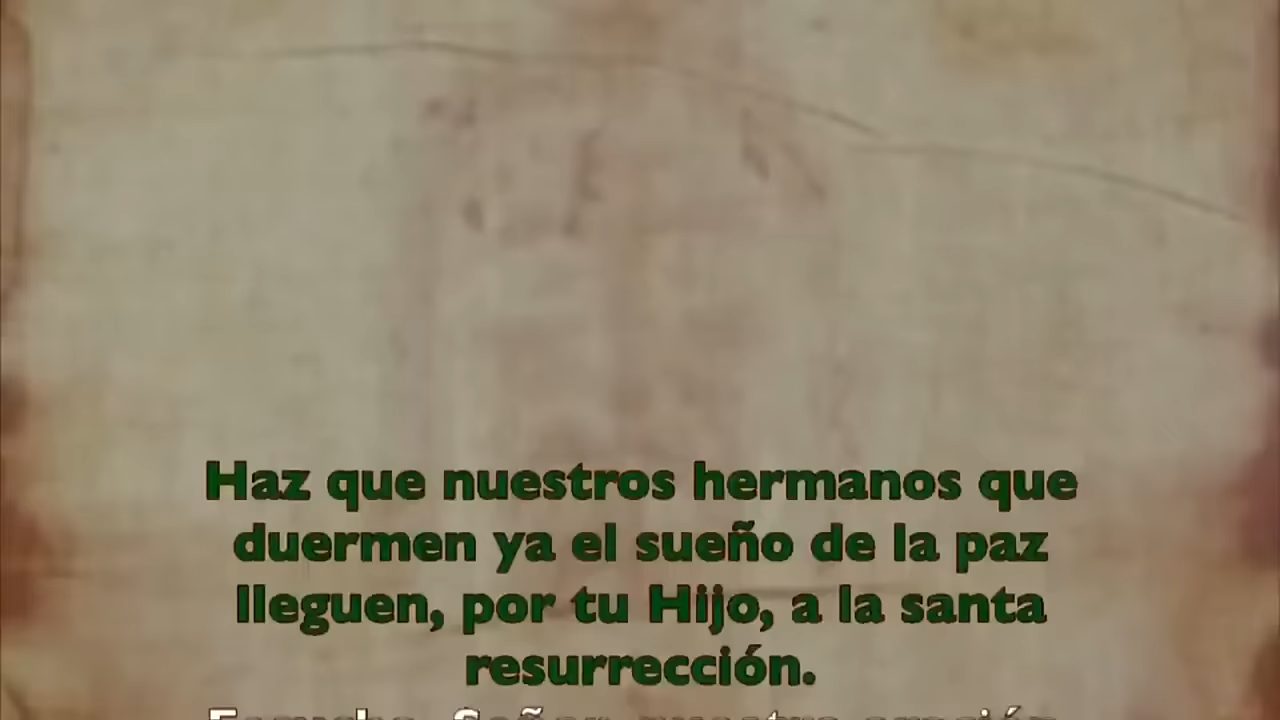 Haz que nuestros hermanos que
duermen ya el sueño de la paz
lleguen, por tu Hijo, a la santa
resurrección.